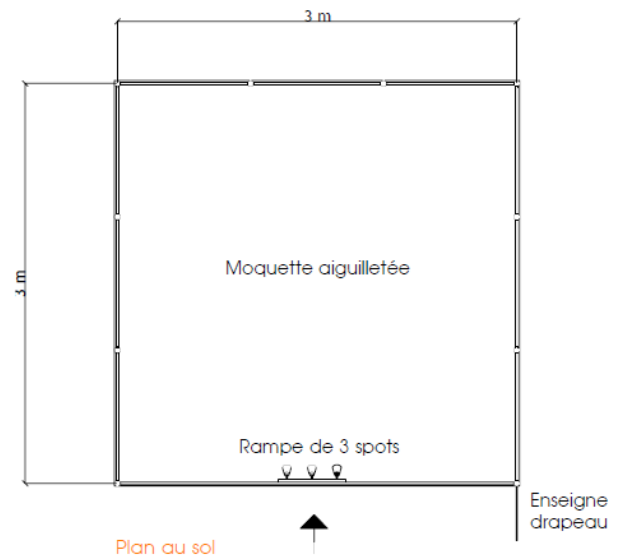 3 m
3 m
Moquette aiguilletée
Rampe de 3 spots
Enseigne
drapeau
Plan au sol